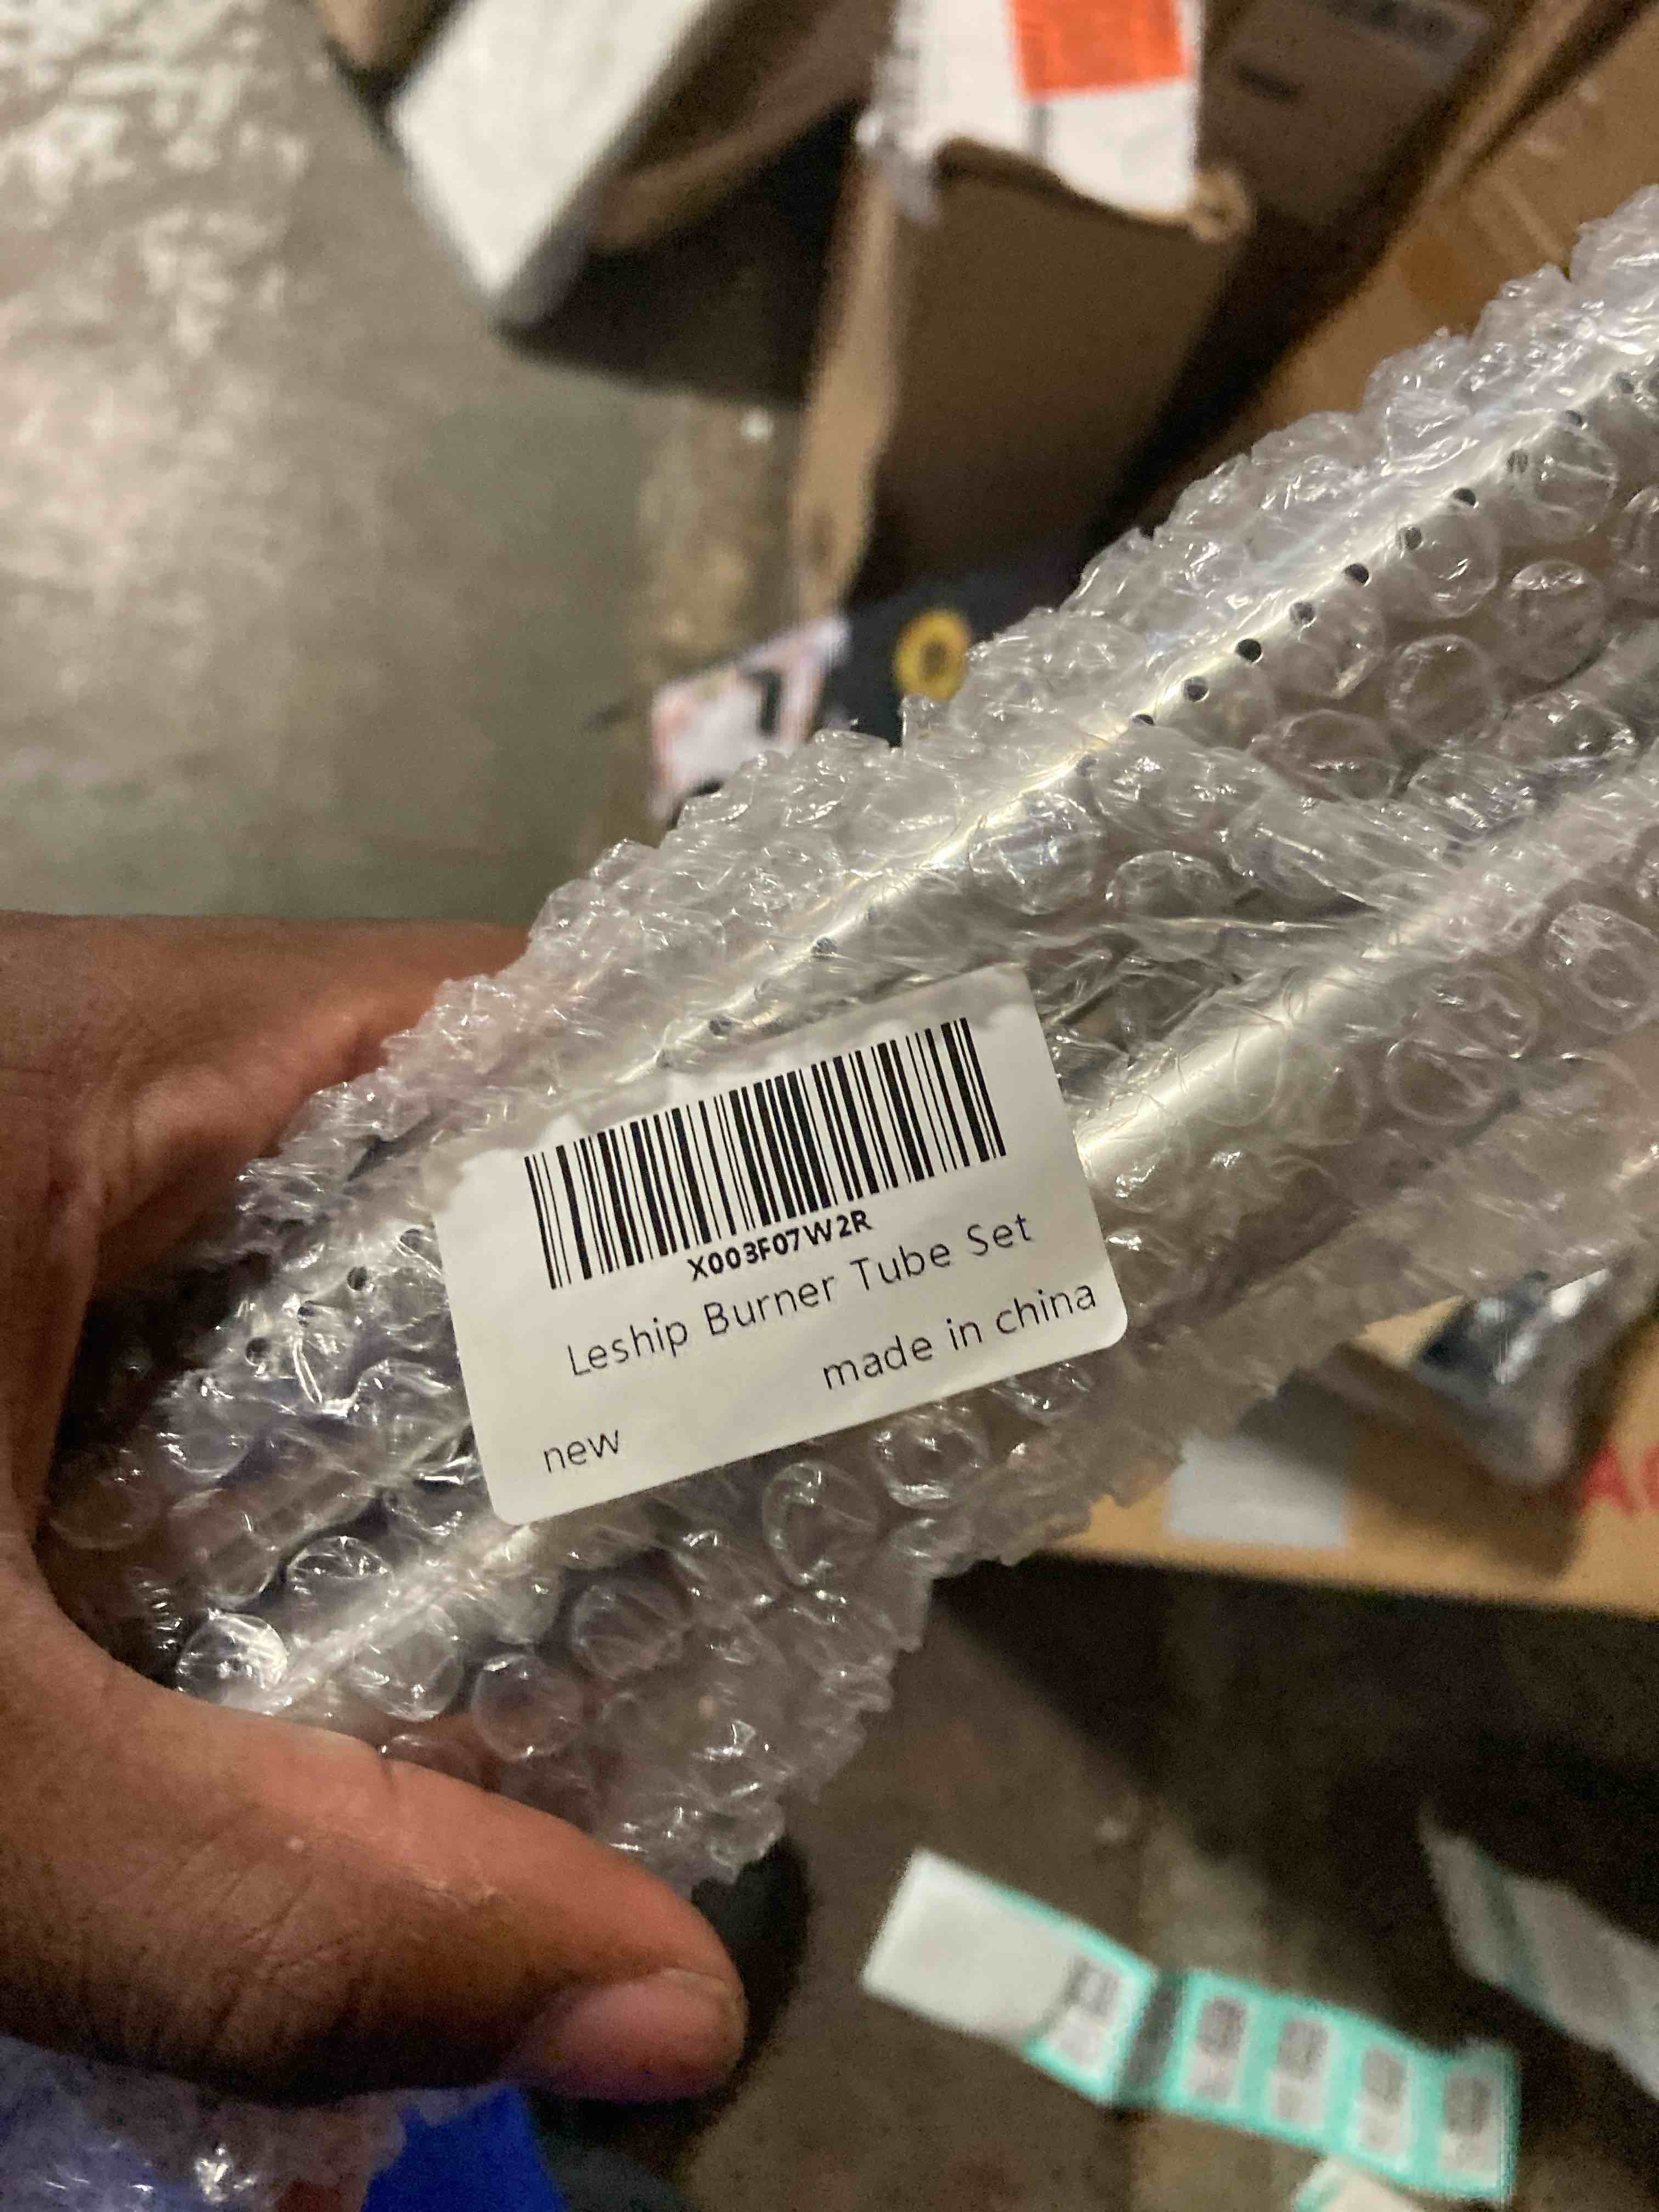 X003F07W2R
Leship Burner Tube Set
made in china
new